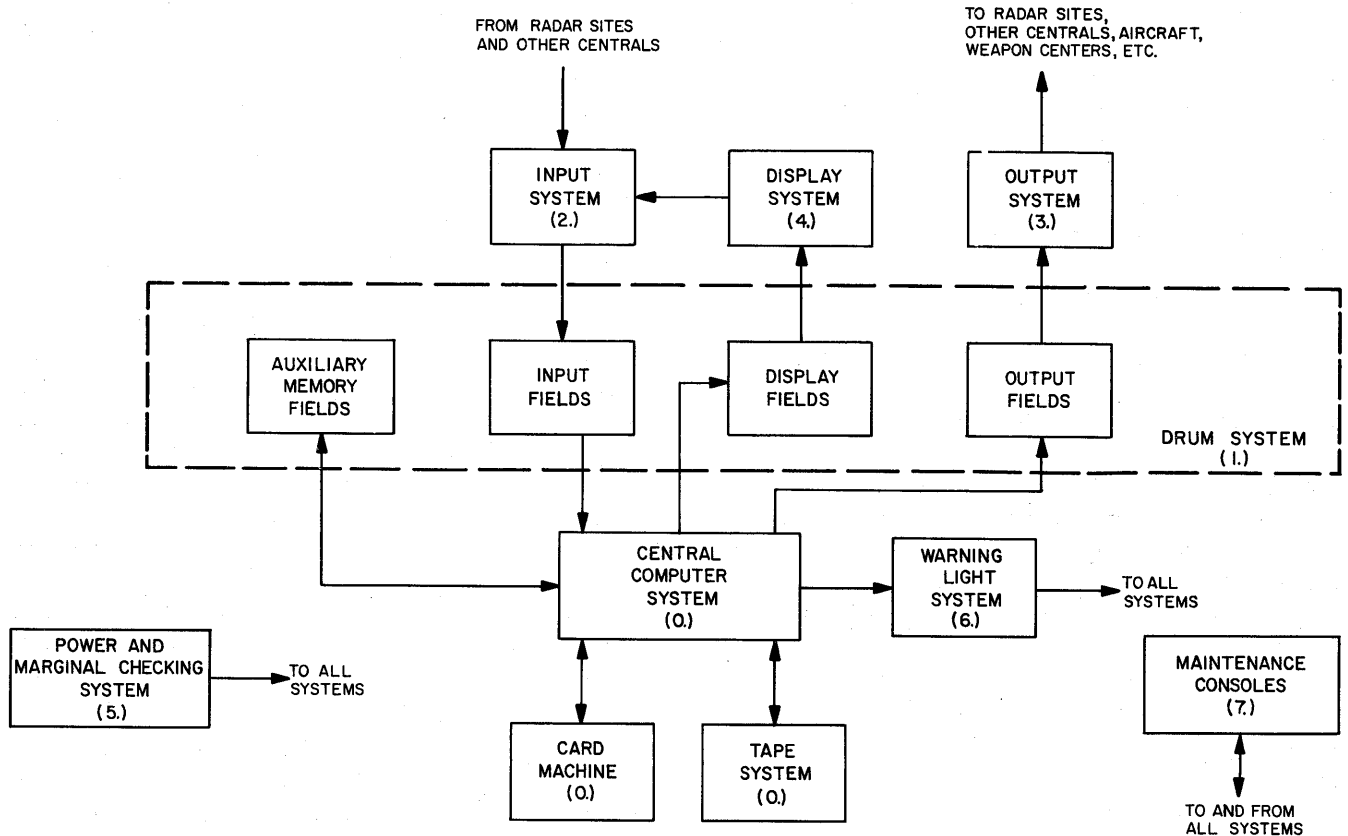 FROM RADAR SITES
AND OTHER CENTRALS
TO RADAR SITES,
OTHER CENTRALS, AIRCRAFT,
WEAPON CENTERS, ETC.
INPUT
SYSTEM
(2.)
DISPLAY
SYSTEM
(4.)
OUTPUT
SYSTEM
(3.)
AUXILIARY
MEMORY
FIELDS
INPUT
FIELDS
DISPLAY
FIELDS
OUTPUT
FIELDS
DRUM SYSTEM
(1.)
CENTRAL
COMPUTER
SYSTEM
(0.)
WARNING
LIGHT
SYSTEM
(6.)
TO ALL
SYSTEMS
POWER AND
MARGINAL CHECKING
SYSTEM
(5.)
TO ALL
SYSTEMS
MAINTENANCE
CONSOLES
(7.)
CARD
MACHINE
(0.)
TAPE
SYSTEM
(0.)
TO AND FROM
ALL SYSTEMS